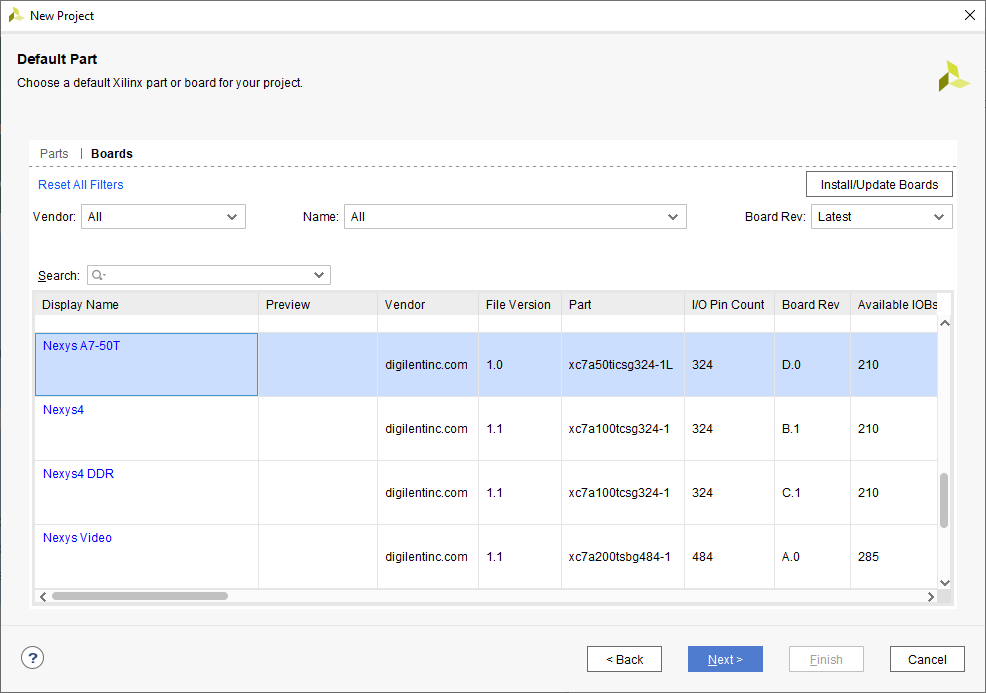 New Project
Default Part
Choose a default Xilinx part or board for your project.
Parts | Boards
Reset All Filters
Install/Update Boards
Vendor: All
Name: All
Board Rev: Latest
Search:
Display Name Preview Vendor File Version Part I/O Pin Count Board Rev Available IOBs
Nexys A7-50T digilentinc.com 1.0 xc7a50ticsg324-1L 324 D.0 210
Nexys4 digilentinc.com 1.1 xc7a100tcsg324-1 324 B.1 210
Nexys4 DDR digilentinc.com 1.1 xc7a100tcsg324-1 324 C.1 210
Nexys Video digilentinc.com 1.1 xc7a200tsbg484-1 484 A.0 285
? < Back Next > Finish Cancel